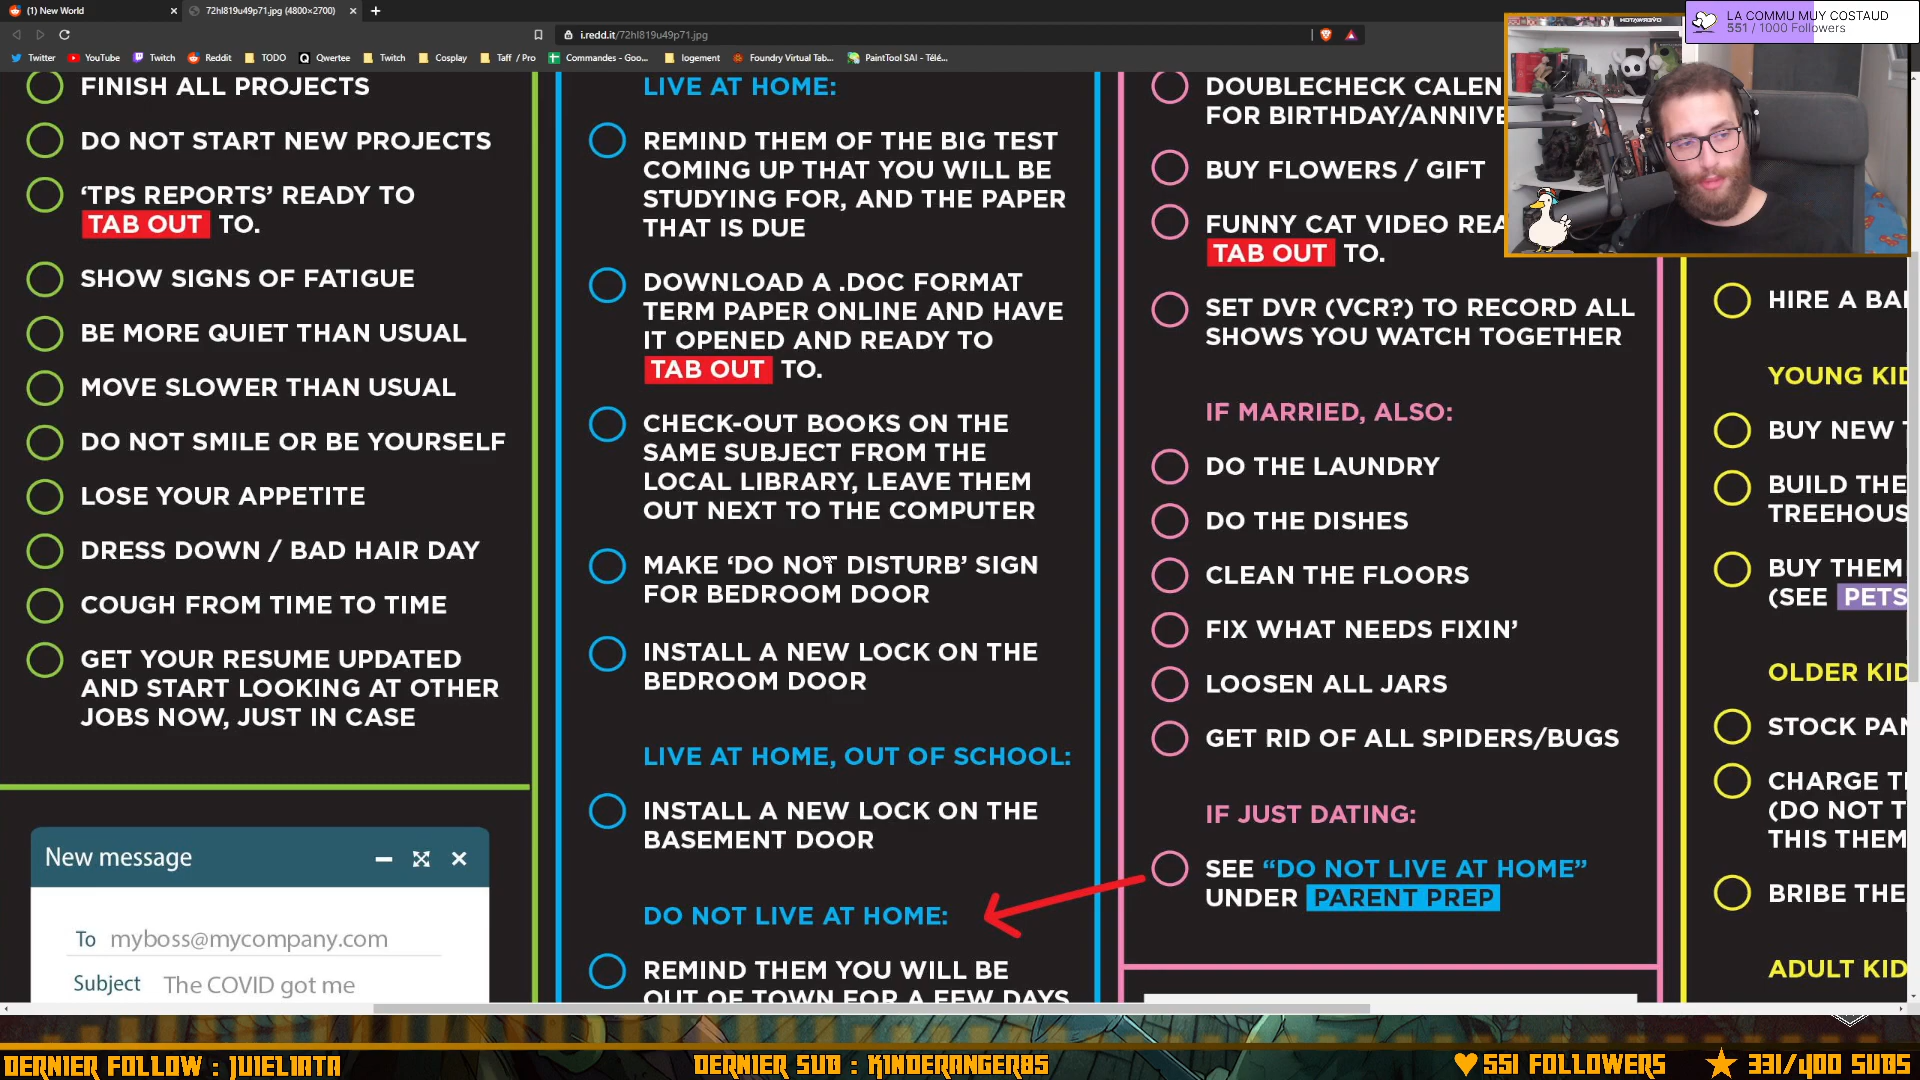 (1) New World
72hl819u49p71.jpg (4800×2700)
i.redd.it/72hl819u49p71.jpg
Twitter
YouTube
Twitch
Reddit
TODO
Qwertee
Twitch
Cosplay
Taff / Pro
Commandes - Goo...
logement
Foundry Virtual Tab...
PaintTool SAI - Télé...
LA COMMU MUY COSTAUD
551 / 1000 Followers
FINISH ALL PROJECTS
DO NOT START NEW PROJECTS
‘TPS REPORTS’ READY TO
TAB OUT TO.
SHOW SIGNS OF FATIGUE
BE MORE QUIET THAN USUAL
MOVE SLOWER THAN USUAL
DO NOT SMILE OR BE YOURSELF
LOSE YOUR APPETITE
DRESS DOWN / BAD HAIR DAY
COUGH FROM TIME TO TIME
GET YOUR RESUME UPDATED
AND START LOOKING AT OTHER
JOBS NOW, JUST IN CASE
New message
To myboss@mycompany.com
Subject The COVID got me
LIVE AT HOME:
REMIND THEM OF THE BIG TEST
COMING UP THAT YOU WILL BE
STUDYING FOR, AND THE PAPER
THAT IS DUE
DOWNLOAD A .DOC FORMAT
TERM PAPER ONLINE AND HAVE
IT OPENED AND READY TO
TAB OUT TO.
CHECK-OUT BOOKS ON THE
SAME SUBJECT FROM THE
LOCAL LIBRARY, LEAVE THEM
OUT NEXT TO THE COMPUTER
MAKE ‘DO NOT DISTURB’ SIGN
FOR BEDROOM DOOR
INSTALL A NEW LOCK ON THE
BEDROOM DOOR
LIVE AT HOME, OUT OF SCHOOL:
INSTALL A NEW LOCK ON THE
BASEMENT DOOR
DO NOT LIVE AT HOME:
REMIND THEM YOU WILL BE
OUT OF TOWN FOR A FEW DAYS
DOUBLECHECK CALEN
FOR BIRTHDAY/ANNIVE
BUY FLOWERS / GIFT
FUNNY CAT VIDEO REA
TAB OUT TO.
SET DVR (VCR?) TO RECORD ALL
SHOWS YOU WATCH TOGETHER
IF MARRIED, ALSO:
DO THE LAUNDRY
DO THE DISHES
CLEAN THE FLOORS
FIX WHAT NEEDS FIXIN’
LOOSEN ALL JARS
GET RID OF ALL SPIDERS/BUGS
IF JUST DATING:
SEE “DO NOT LIVE AT HOME”
UNDER PARENT PREP
HIRE A BA
YOUNG KID
BUY NEW
BUILD THE
TREEHOUS
BUY THEM
(SEE PETS
OLDER KID
STOCK PAN
CHARGE T
(DO NOT T
THIS THEM
BRIBE THE
ADULT KID
DERNIER FOLLOW : JUIELIATA
DERNIER SUB : KINDERANGER85
551 FOLLOWERS
331/400 SUBS